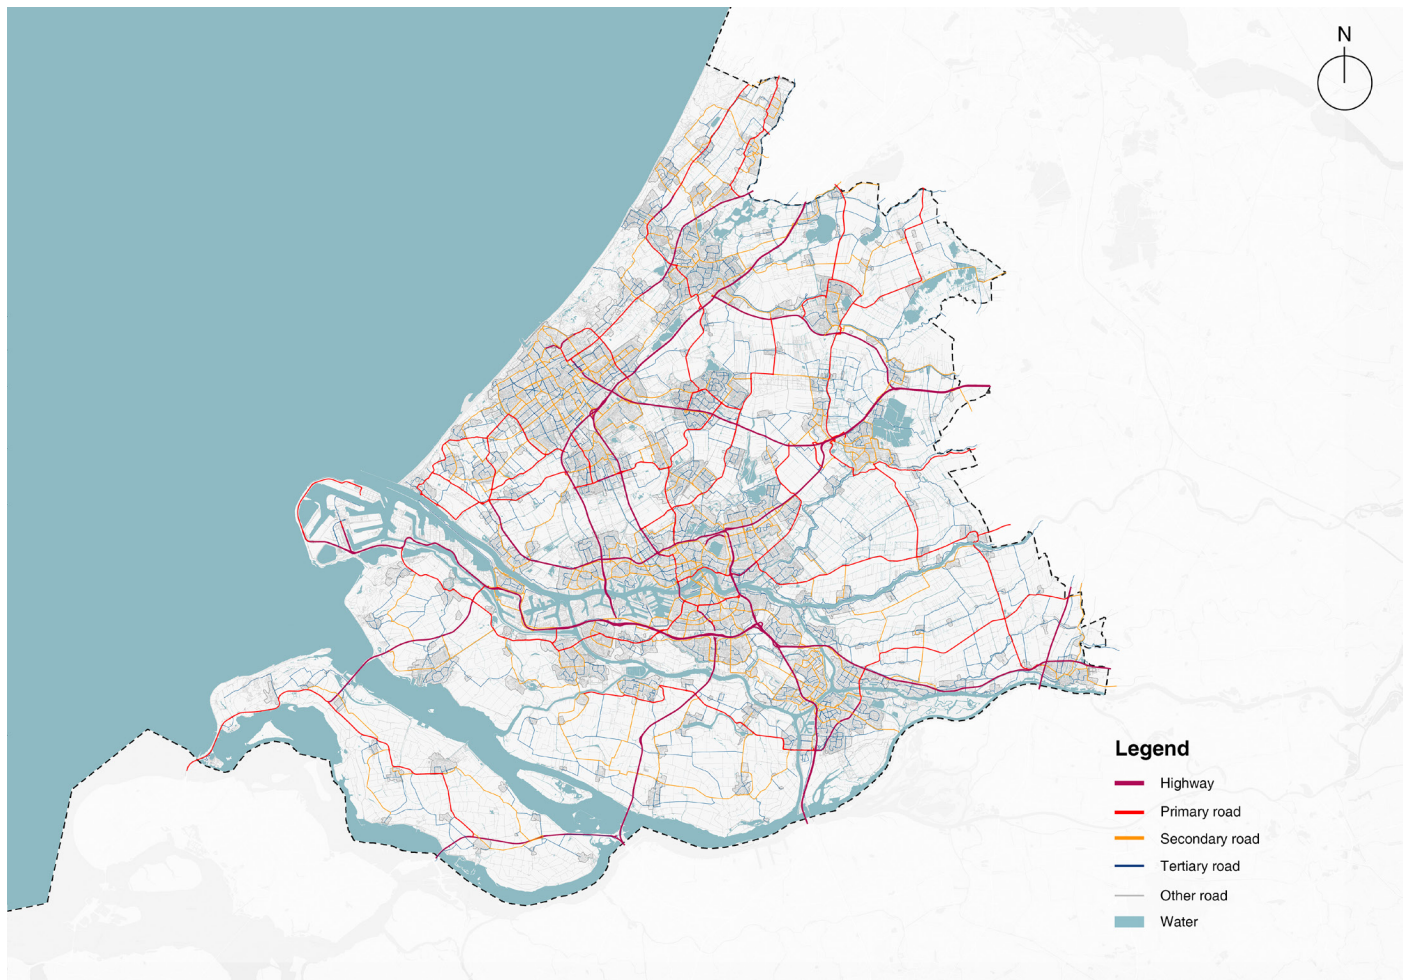 N
Legend
Highway
Primary road
Secondary road
Tertiary road
Other road
Water